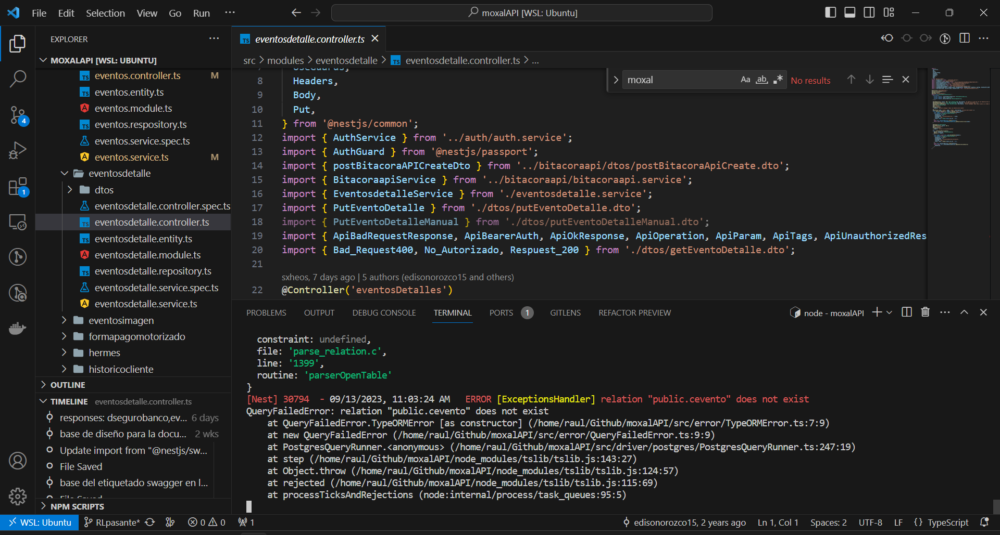 File Edit Selection View Go Run ···
moxalAPI [WSL: Ubuntu]
EXPLORER ···
MOXALAPI [WSL: UBUNTU]
TS eventos.controller.ts M
TS eventos.entity.ts
eventos.module.ts
TS eventos.respository.ts
eventos.service.spec.ts
eventos.service.ts M
eventosdetalle
dtos
eventosdetalle.controller.spec.ts
TS eventosdetalle.controller.ts
TS eventosdetalle.entity.ts
eventosdetalle.module.ts
TS eventosdetalle.repository.ts
eventosdetalle.service.spec.ts
eventosdetalle.service.ts
eventosimagen
formapagomotorizado
hermes
historicocliente
OUTLINE
TIMELINE eventosdetalle.controller.ts
responses: dsegurobanco,ev... 6 days
base de diseño para la docu... 2 wks
Update import from "@nestjs/sw...
File Saved
base del etiquetado swagger en l...
File Saved
NPM SCRIPTS
4
1
TS eventosdetalle.controller.ts
src > modules > eventosdetalle > TS eventosdetalle.controller.ts > ...
moxal Aa ab .* No results
7 UseGuards,
8 Headers,
9 Body,
10 Put,
11 } from '@nestjs/common';
12 import { AuthService } from '../auth/auth.service';
13 import { AuthGuard } from '@nestjs/passport';
14 import { postBitacoraAPICreateDto } from '../bitacoraapi/dtos/postBitacoraApiCreate.dto';
15 import { BitacoraapiService } from '../bitacoraapi/bitacoraapi.service';
16 import { EventosdetalleService } from './eventosdetalle.service';
17 import { PutEventoDetalle } from './dtos/putEventoDetalle.dto';
18 import { PutEventoDetalleManual } from './dtos/putEventoDetalleManual.dto';
19 import { ApiBadRequestResponse, ApiBearerAuth, ApiOkResponse, ApiOperation, ApiParam, ApiTags, ApiUnauthorizedRes
20 import { Bad_Request400, No_Autorizado, Respuest_200 } from './dtos/getEventoDetalle.dto';
21
sxheos, 7 days ago | 5 authors (edisonorozco15 and others)
22 @Controller('eventosDetalles')
PROBLEMS OUTPUT DEBUG CONSOLE TERMINAL PORTS 1 GITLENS REFACTOR PREVIEW node - moxalAPI
constraint: undefined,
file: 'parse_relation.c',
line: '1399',
routine: 'parserOpenTable'
}
[Nest] 30794 - 09/13/2023, 11:03:24 AM ERROR [ExceptionsHandler] relation "public.cevento" does not exist
QueryFailedError: relation "public.cevento" does not exist
at QueryFailedError.TypeORMError [as constructor] (/home/raul/Github/moxalAPI/src/error/TypeORMError.ts:7:9)
at new QueryFailedError (/home/raul/Github/moxalAPI/src/error/QueryFailedError.ts:9:9)
at PostgresQueryRunner.<anonymous> (/home/raul/Github/moxalAPI/src/driver/postgres/PostgresQueryRunner.ts:247:19)
at step (/home/raul/Github/moxalAPI/node_modules/tslib/tslib.js:143:27)
at Object.throw (/home/raul/Github/moxalAPI/node_modules/tslib/tslib.js:124:57)
at rejected (/home/raul/Github/moxalAPI/node_modules/tslib/tslib.js:115:69)
at processTicksAndRejections (node:internal/process/task_queues:95:5)
WSL: Ubuntu RLpasante* 0 0 1 edisonorozco15, 2 years ago Ln 1, Col 1 Spaces: 2 UTF-8 LF {} TypeScript